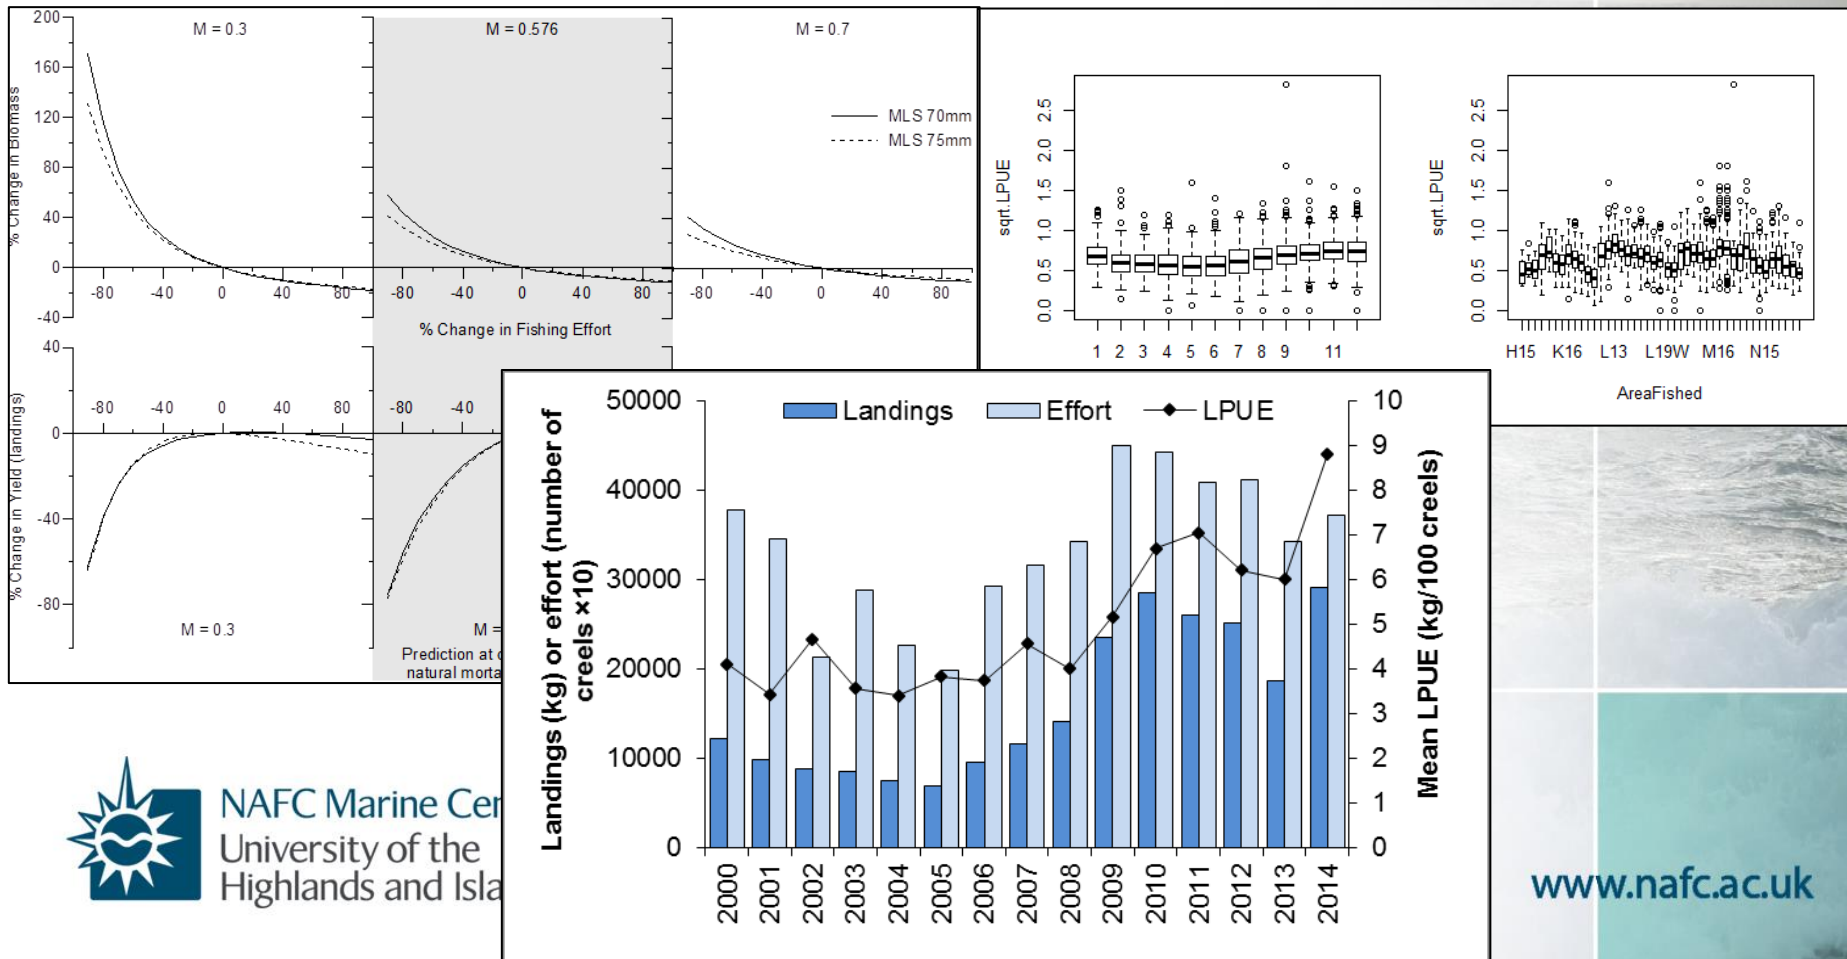 M = 0.3
M = 0.576
M = 0.7
200
160
120
80
40
0
-40
% Change in Biomass
MLS 70mm
MLS 75mm
-80 -40 0 40 80
-80 -40 0 40 80
-80 -40 0 40 80
% Change in Fishing Effort
40
0
-40
-80
% Change in Yield (landings)
-80 -40 0 40 80
-80 -40
M = 0.3
M =
Prediction at
natural
sqrt.LPUE
2.5
2.0
1.5
1.0
0.5
0.0
1 2 3 4 5 6 7 8 9 11
sqrt.LPUE
2.5
2.0
1.5
1.0
0.5
0.0
H15 K16 L13 L19W M16 N15
AreaFished
Landings Effort LPUE
Landings (kg) or effort (number of
creels ×10)
50000
40000
30000
20000
10000
0
10
9
8
7
6
5
4
3
2
1
0
Mean LPUE (kg/100 creels)
2000 2001 2002 2003 2004 2005 2006 2007 2008 2009 2010 2011 2012 2013 2014
NAFC Marine Cen
University of the
Highlands and Isla
www.nafc.ac.uk